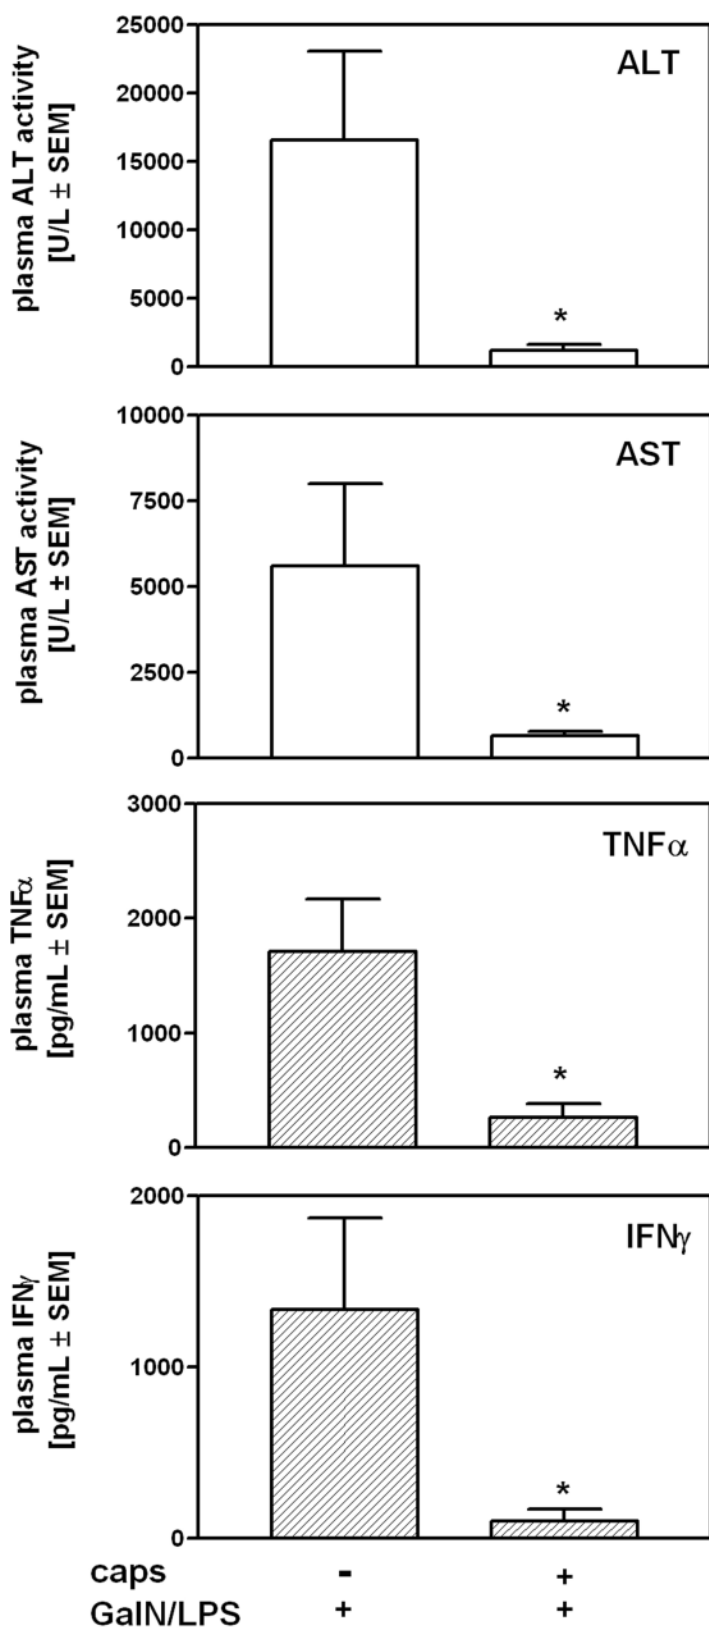 plasma ALT activity
[U/L ± SEM]
25000
20000
15000
10000
5000
0
ALT
*
plasma AST activity
[U/L ± SEM]
10000
7500
5000
2500
0
AST
*
plasma TNFα
[pg/mL ± SEM]
3000
2000
1000
0
TNFα
*
plasma IFNγ
[pg/mL ± SEM]
2000
1000
0
IFNγ
*
caps - +
GalN/LPS + +